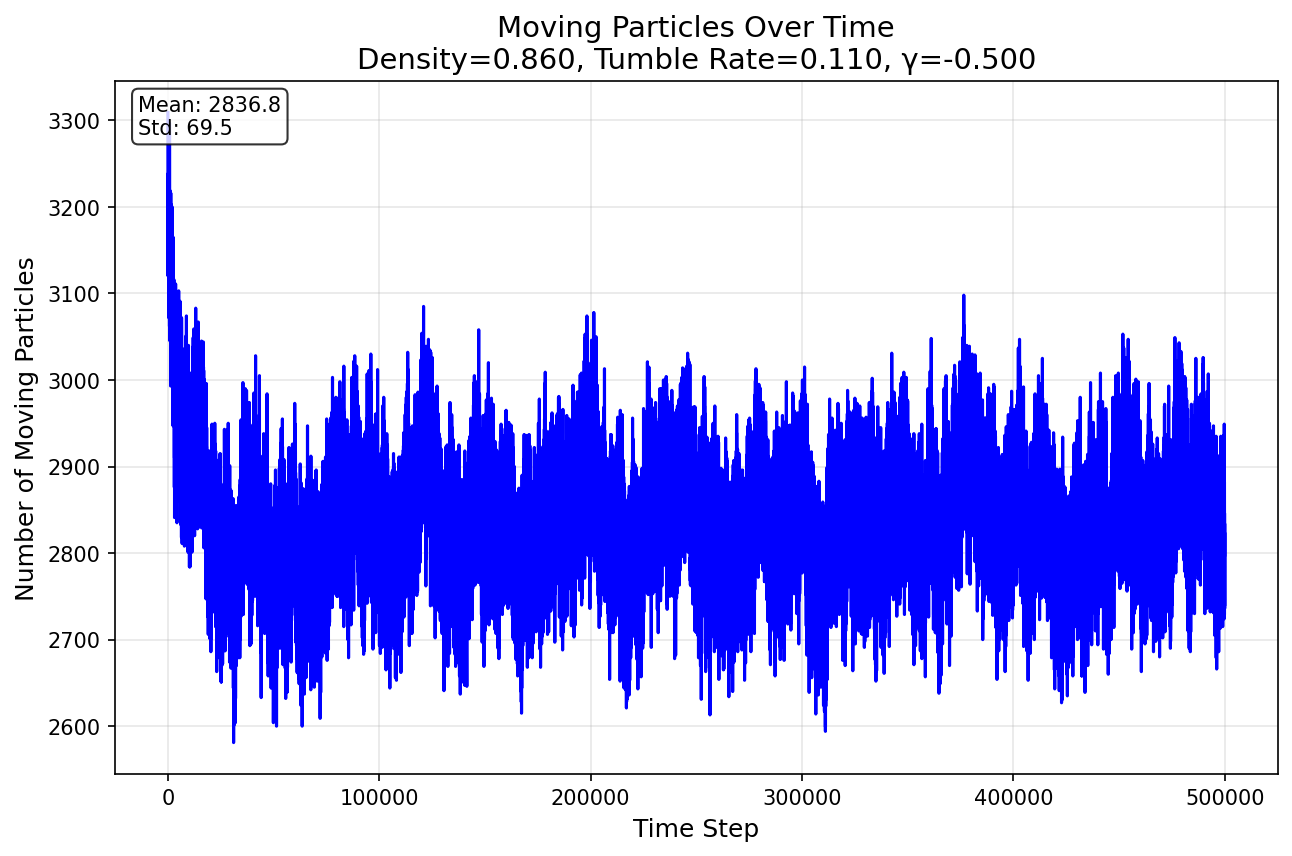 Moving Particles Over Time
Density=0.860, Tumble Rate=0.110, γ=-0.500
Mean: 2836.8
Std: 69.5
Number of Moving Particles
3300
3200
3100
3000
2900
2800
2700
2600
0
100000
200000
300000
400000
500000
Time Step